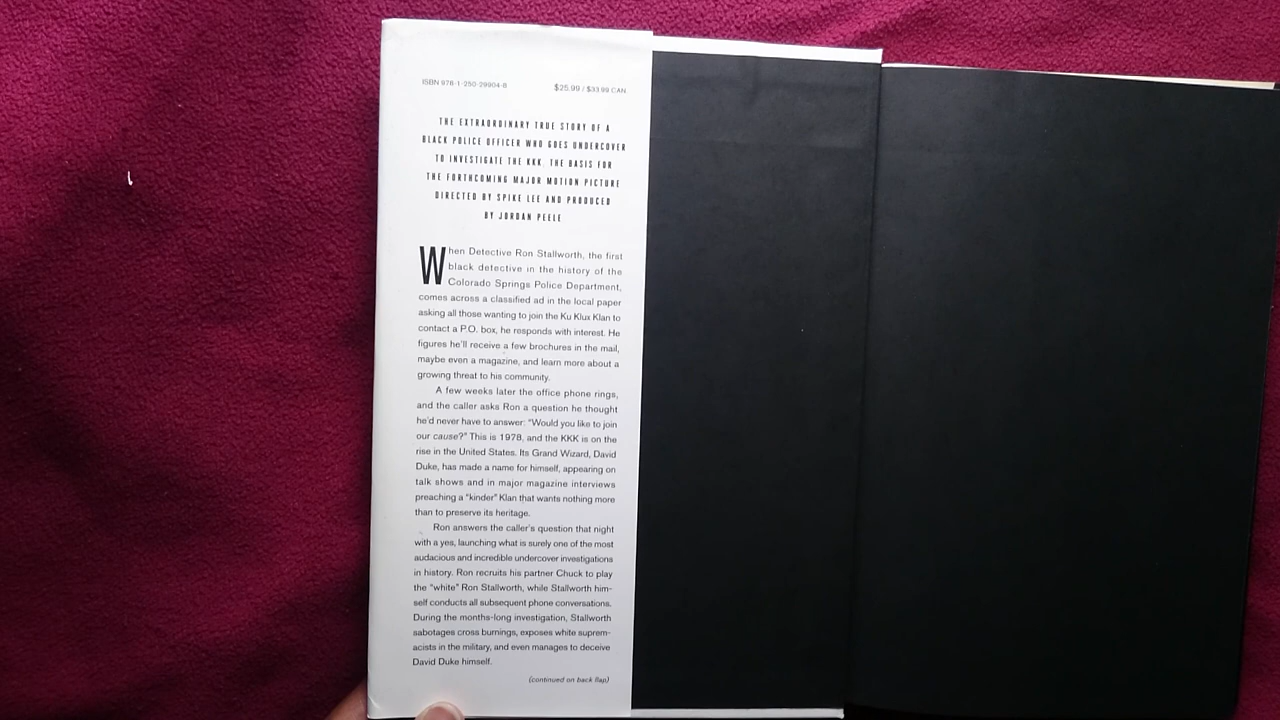 ISBN 978-1-250-29904-8
$25.99 / $33.99 CAN.
THE EXTRAORDINARY TRUE STORY OF A
BLACK POLICE OFFICER WHO GOES UNDERCOVER
TO INVESTIGATE THE KKK, THE BASIS FOR
THE FORTHCOMING MAJOR MOTION PICTURE
DIRECTED BY SPIKE LEE AND PRODUCED
BY JORDAN PEELE
When Detective Ron Stallworth, the first
black detective in the history of the
Colorado Springs Police Department,
comes across a classified ad in the local paper
asking all those wanting to join the Ku Klux Klan to
contact a P.O. box, he responds with interest. He
figures he'll receive a few brochures in the mail,
maybe even a magazine, and learn more about a
growing threat to his community.
A few weeks later the office phone rings,
and the caller asks Ron a question he thought
he'd never have to answer: "Would you like to join
our cause?" This is 1978, and the KKK is on the
rise in the United States. Its Grand Wizard, David
Duke, has made a name for himself, appearing on
talk shows and in major magazine interviews
preaching a "kinder" Klan that wants nothing more
than to preserve its heritage.
Ron answers the caller's question that night
with a yes, launching what is surely one of the most
audacious and incredible undercover investigations
in history. Ron recruits his partner Chuck to play
the "white" Ron Stallworth, while Stallworth him-
self conducts all subsequent phone conversations.
During the months-long investigation, Stallworth
sabotages cross burnings, exposes white suprem-
acists in the military, and even manages to deceive
David Duke himself.
(continued on back flap)